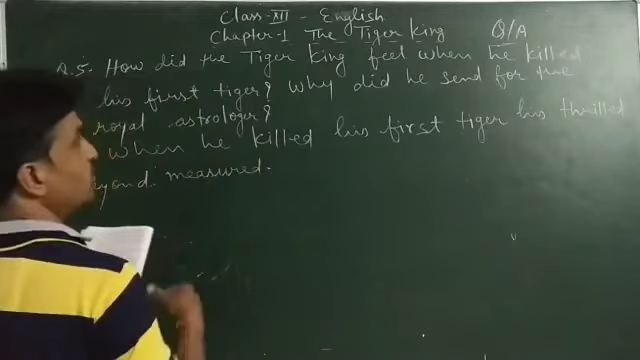 Class-XII - English
Chapter-1 The Tiger King Q/A
Q.5. How did the Tiger King feel when he killed
his first tiger? Why did he send for the
royal astrologer?
When he killed his first tiger his thrilled
beyond measured.